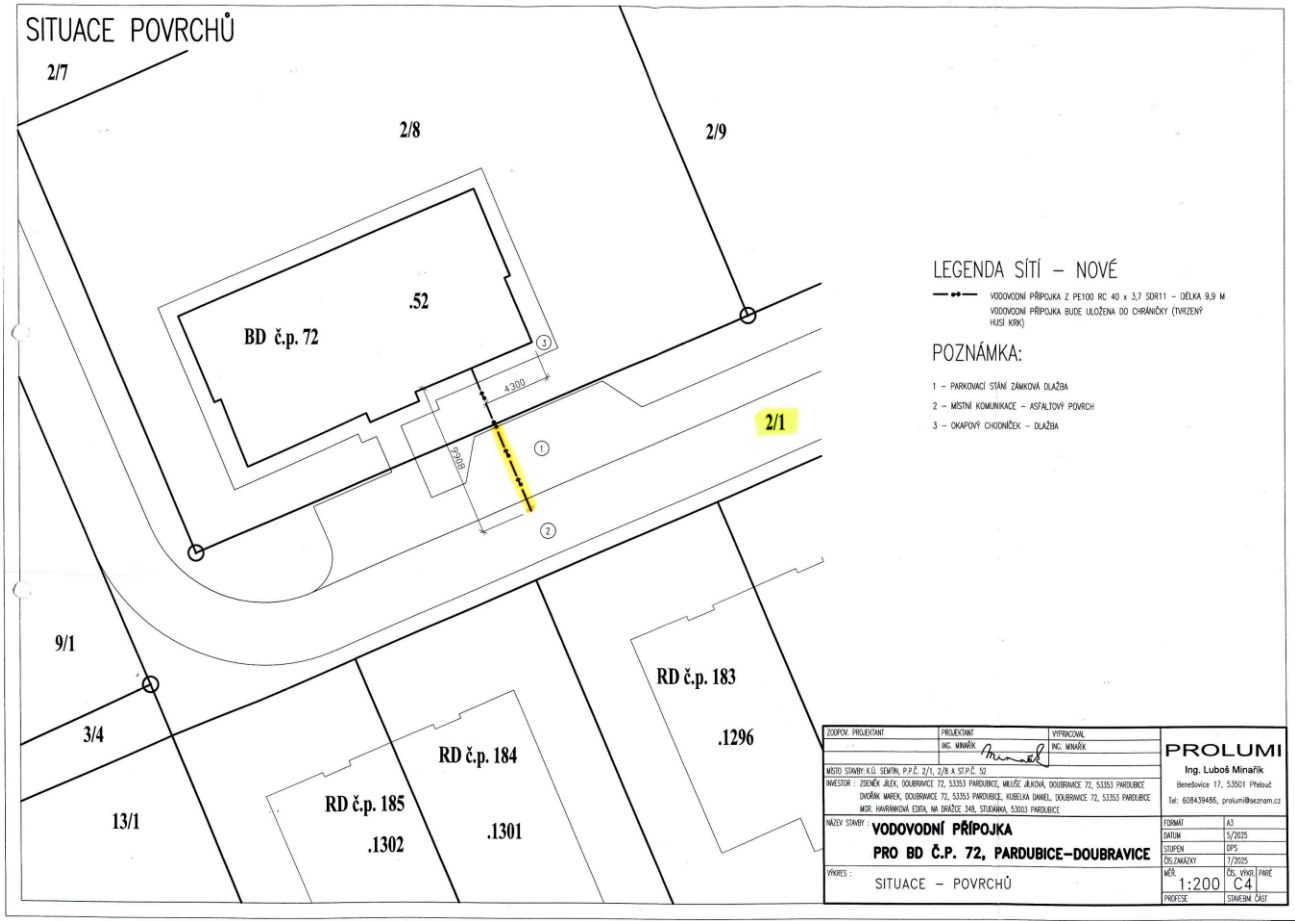 SITUACE POVRCHŮ
2/7
2/8
2/9
.52
BD č.p. 72
3
4300
9908
1
2
2/1
LEGENDA SÍTÍ – NOVÉ
VODOVODNÍ PŘÍPOJKA Z PE100 RC 40 x 3,7 SDR11 – DÉLKA 9,9 M
VODOVODNÍ PŘÍPOJKA BUDE ULOŽENA DO CHRÁNIČKY (TVRZENÝ
HUSÍ KRK)
POZNÁMKA:
1 – PARKOVACÍ STÁNÍ ZÁMKOVÁ DLAŽBA
2 – MÍSTNÍ KOMUNIKACE – ASFALTOVÝ POVRCH
3 – OKAPOVÝ CHODNÍČEK – DLAŽBA
9/1
3/4
13/1
RD č.p. 185
.1302
RD č.p. 184
.1301
RD č.p. 183
.1296
ZODPOV. PROJEKTANT PROJEKTANT VYPRACOVAL
ING. MINAŘÍK ING. MINAŘÍK
MÍSTO STAVBY: K.Ú. SEMTÍN, P.P.Č. 2/1, 2/8 A ST.P.Č. 52
INVESTOR : ZDENĚK JÍLEK, DOUBRAVICE 72, 53353 PARDUBICE, MILUŠE JÍLKOVÁ, DOUBRAVICE 72, 53353 PARDUBICE
DVOŘÁK MAREK, DOUBRAVICE 72, 53353 PARDUBICE, KUBELKA DANIEL, DOUBRAVICE 72, 53353 PARDUBICE
MGR. HAVRÁNKOVÁ EDITA, NA DRÁŽCE 348, STUDÁNKA, 53003 PARDUBICE
NÁZEV STAVBY : VODOVODNÍ PŘÍPOJKA
PRO BD Č.P. 72, PARDUBICE–DOUBRAVICE
VÝKRES : SITUACE – POVRCHŮ
PROLUMI
Ing. Luboš Minařík
Benešovice 17, 53501 Přelouč
Tel: 608439486, prolumi@seznam.cz
FORMÁT A3
DATUM 5/2025
STUPEŇ DPS
ČÍS.ZAKÁZKY 7/2025
MĚŘ. ČÍS. VÝKR. PARÉ
1:200 C4
PROFESE STAVEBNÍ ČÁST